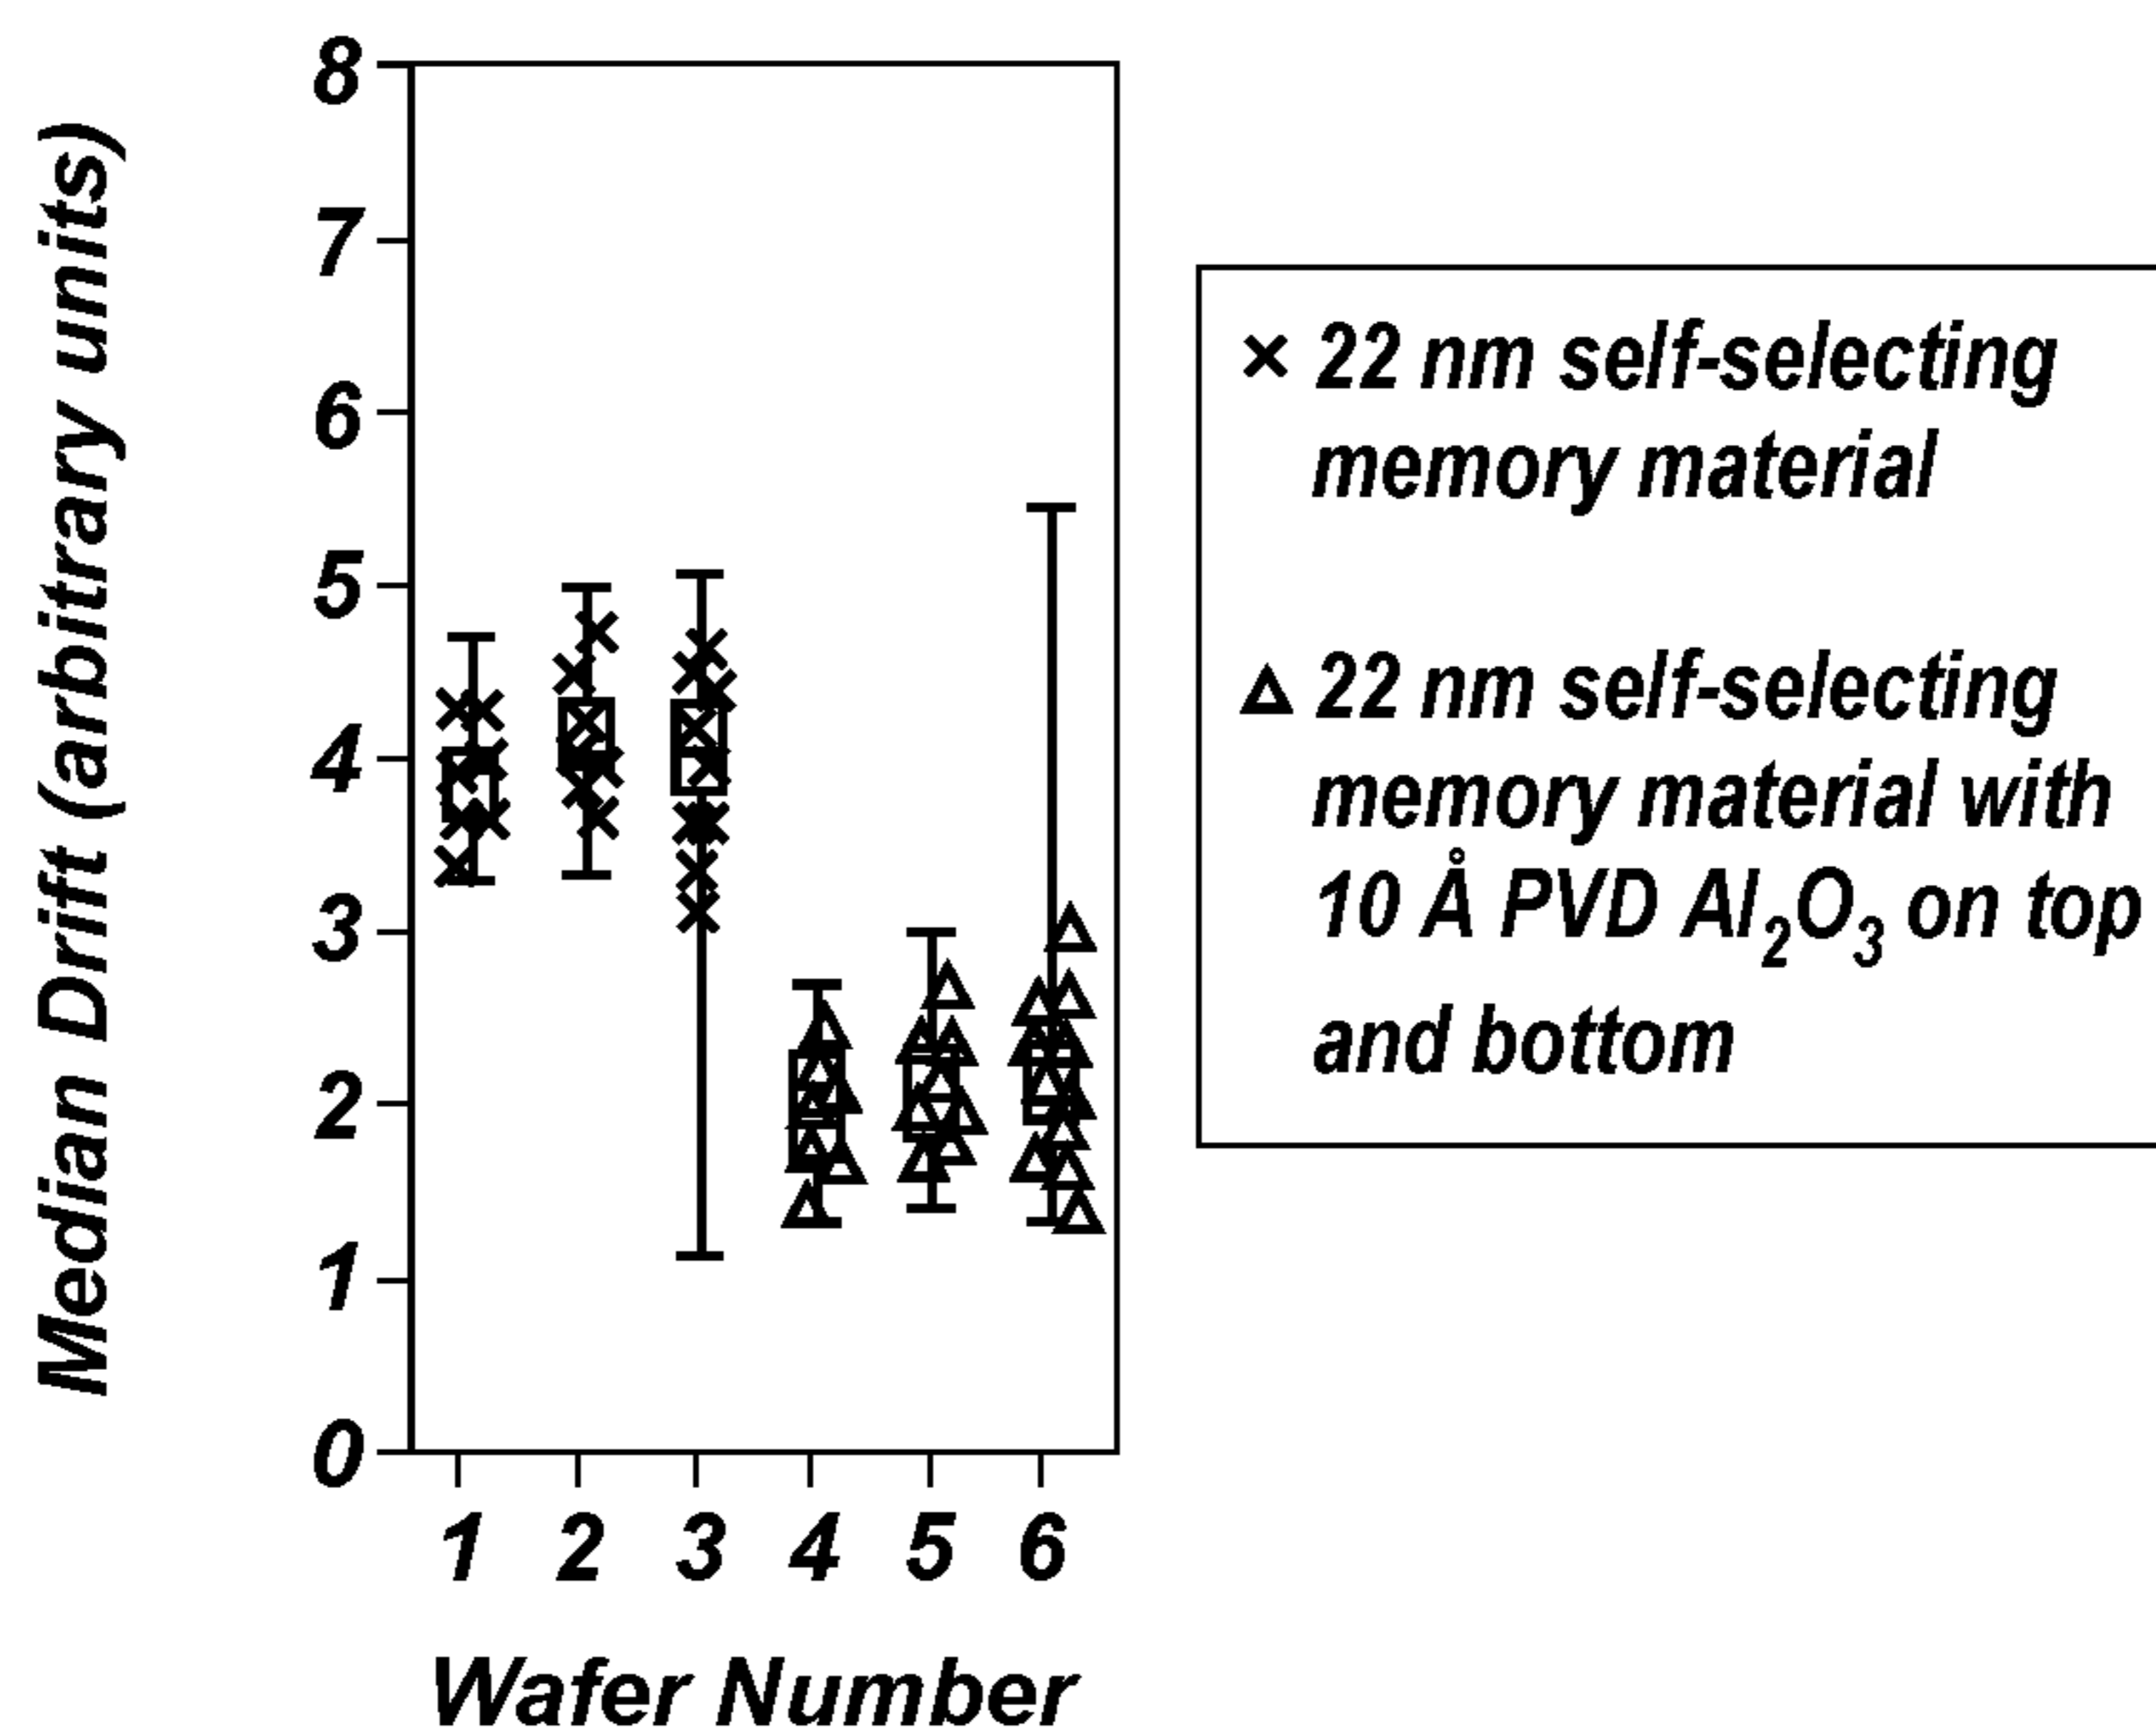 Median Drift (arbitrary units)
8
7
6
5
4
3
2
1
0
1 2 3 4 5 6
Wafer Number
× 22 nm self-selecting
memory material
△ 22 nm self-selecting
memory material with
10 Å PVD Al₂O₃ on top
and bottom